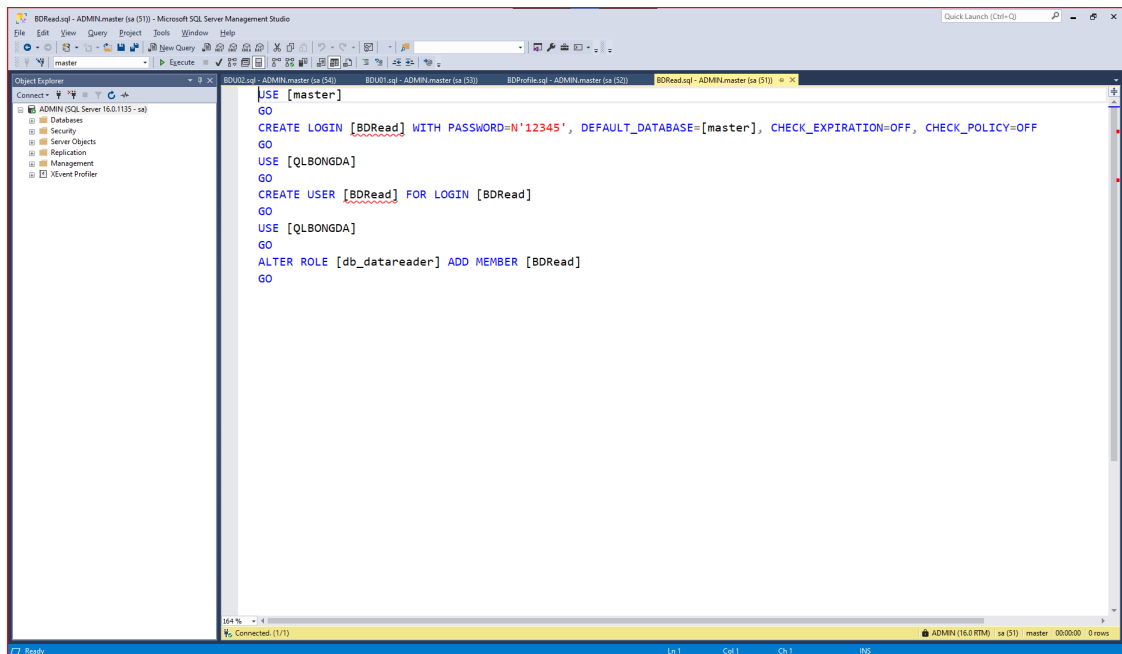 BDRead.sql - ADMIN.master (sa (51)) - Microsoft SQL Server Management Studio
Quick Launch (Ctrl+Q)
File Edit View Query Project Tools Window Help
New Query
master Execute
Object Explorer
BDU02.sql - ADMIN.master (sa (54)) BDU01.sql - ADMIN.master (sa (53)) BDProfile.sql - ADMIN.master (sa (52)) BDRead.sql - ADMIN.master (sa (51))
Connect
ADMIN (SQL Server 16.0.1135 - sa)
Databases
Security
Server Objects
Replication
Management
XEvent Profiler
USE [master]
GO
CREATE LOGIN [BDRead] WITH PASSWORD=N'12345', DEFAULT_DATABASE=[master], CHECK_EXPIRATION=OFF, CHECK_POLICY=OFF
GO
USE [QLBONGDA]
GO
CREATE USER [BDRead] FOR LOGIN [BDRead]
GO
USE [QLBONGDA]
GO
ALTER ROLE [db_datareader] ADD MEMBER [BDRead]
GO
164 %
Connected. (1/1)
ADMIN (16.0 RTM) sa (51) master 00:00:00 0 rows
Ready Ln 1 Col 1 Ch 1 INS